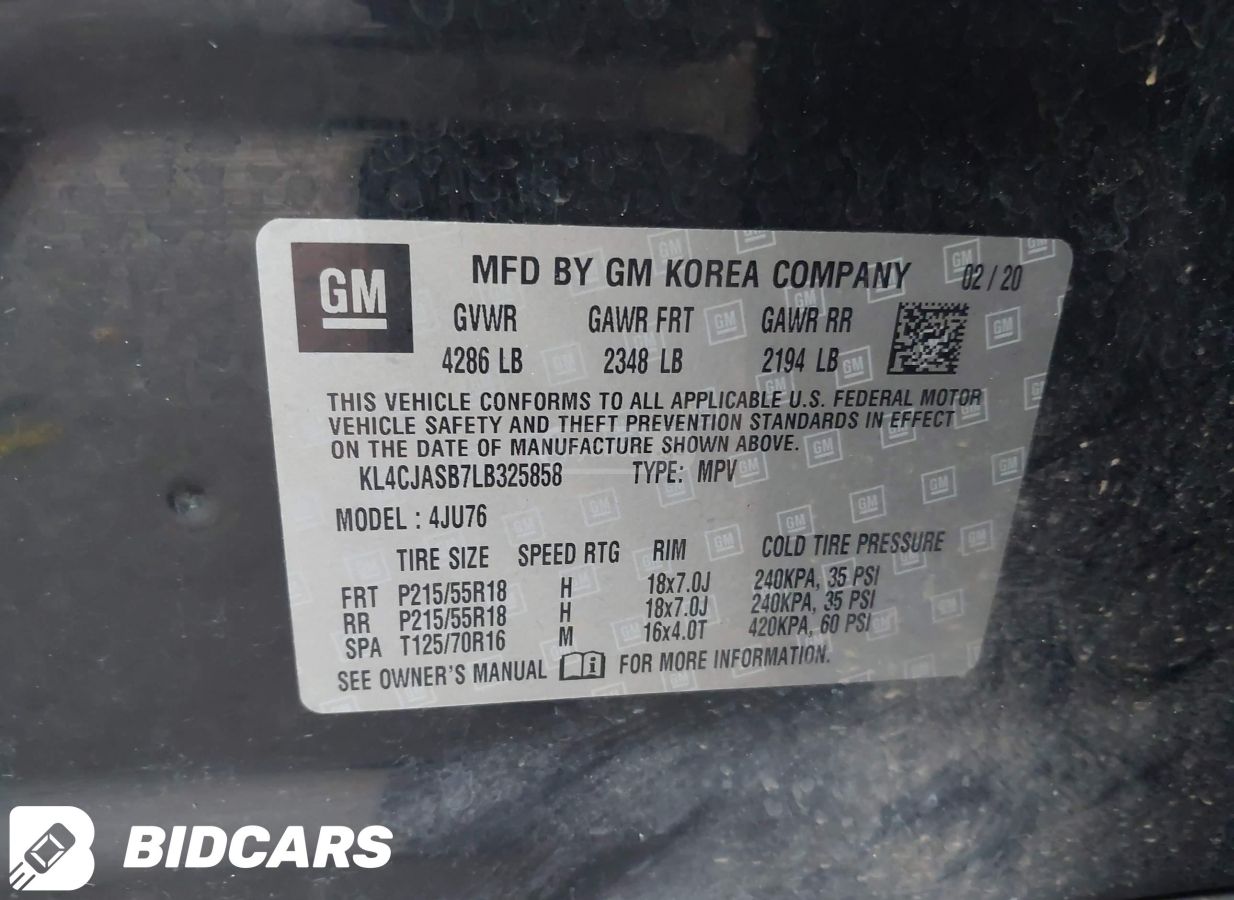 GM
MFD BY GM KOREA COMPANY 02 / 20
GVWR GAWR FRT GAWR RR
4286 LB 2348 LB 2194 LB
THIS VEHICLE CONFORMS TO ALL APPLICABLE U.S. FEDERAL MOTOR
VEHICLE SAFETY AND THEFT PREVENTION STANDARDS IN EFFECT
ON THE DATE OF MANUFACTURE SHOWN ABOVE.
KL4CJASB7LB325858 TYPE: MPV
MODEL : 4JU76
TIRE SIZE SPEED RTG RIM COLD TIRE PRESSURE
FRT P215/55R18 H 18x7.0J 240KPA, 35 PSI
RR P215/55R18 H 18x7.0J 240KPA, 35 PSI
SPA T125/70R16 M 16x4.0T 420KPA, 60 PSI
SEE OWNER'S MANUAL i FOR MORE INFORMATION.
BIDCARS